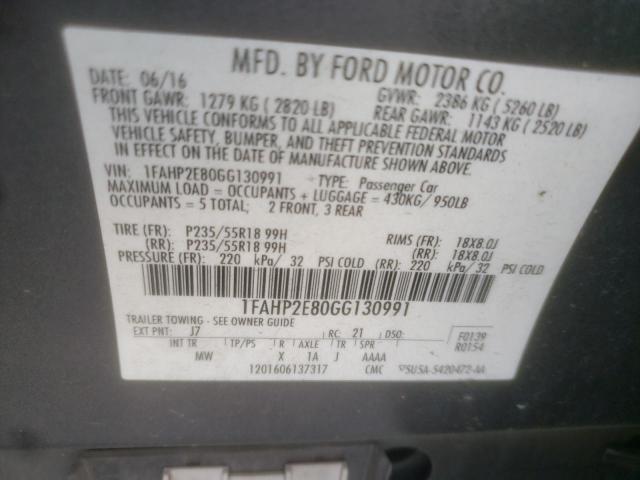 MFD. BY FORD MOTOR CO.
DATE: 06/16 GVWR: 2386 KG ( 5260 LB)
FRONT GAWR: 1279 KG ( 2820 LB) REAR GAWR: 1143 KG ( 2520 LB)
THIS VEHICLE CONFORMS TO ALL APPLICABLE FEDERAL MOTOR
VEHICLE SAFETY, BUMPER, AND THEFT PREVENTION STANDARDS
IN EFFECT ON THE DATE OF MANUFACTURE SHOWN ABOVE.
VIN: 1FAHP2E80GG130991 TYPE: Passenger Car
MAXIMUM LOAD = OCCUPANTS + LUGGAGE = 430KG/ 950LB
OCCUPANTS = 5 TOTAL; 2 FRONT, 3 REAR
TIRE (FR): P235/55R18 99H RIMS (FR): 18X8.0J
(RR): P235/55R18 99H (RR): 18X8.0J
PRESSURE (FR): 220 kPa/ 32 PSI COLD (RR): 220 kPa/ 32 PSI COLD
1FAHP2E80GG130991
TRAILER TOWING - SEE OWNER GUIDE
EXT PNT: J7 RC: 21 DSO: F0139
INT TR TP/PS R AXLE TR SPR R0154
MW - X 1A J AAAA
1201606137317 CMC 5U5A-5420472-AA